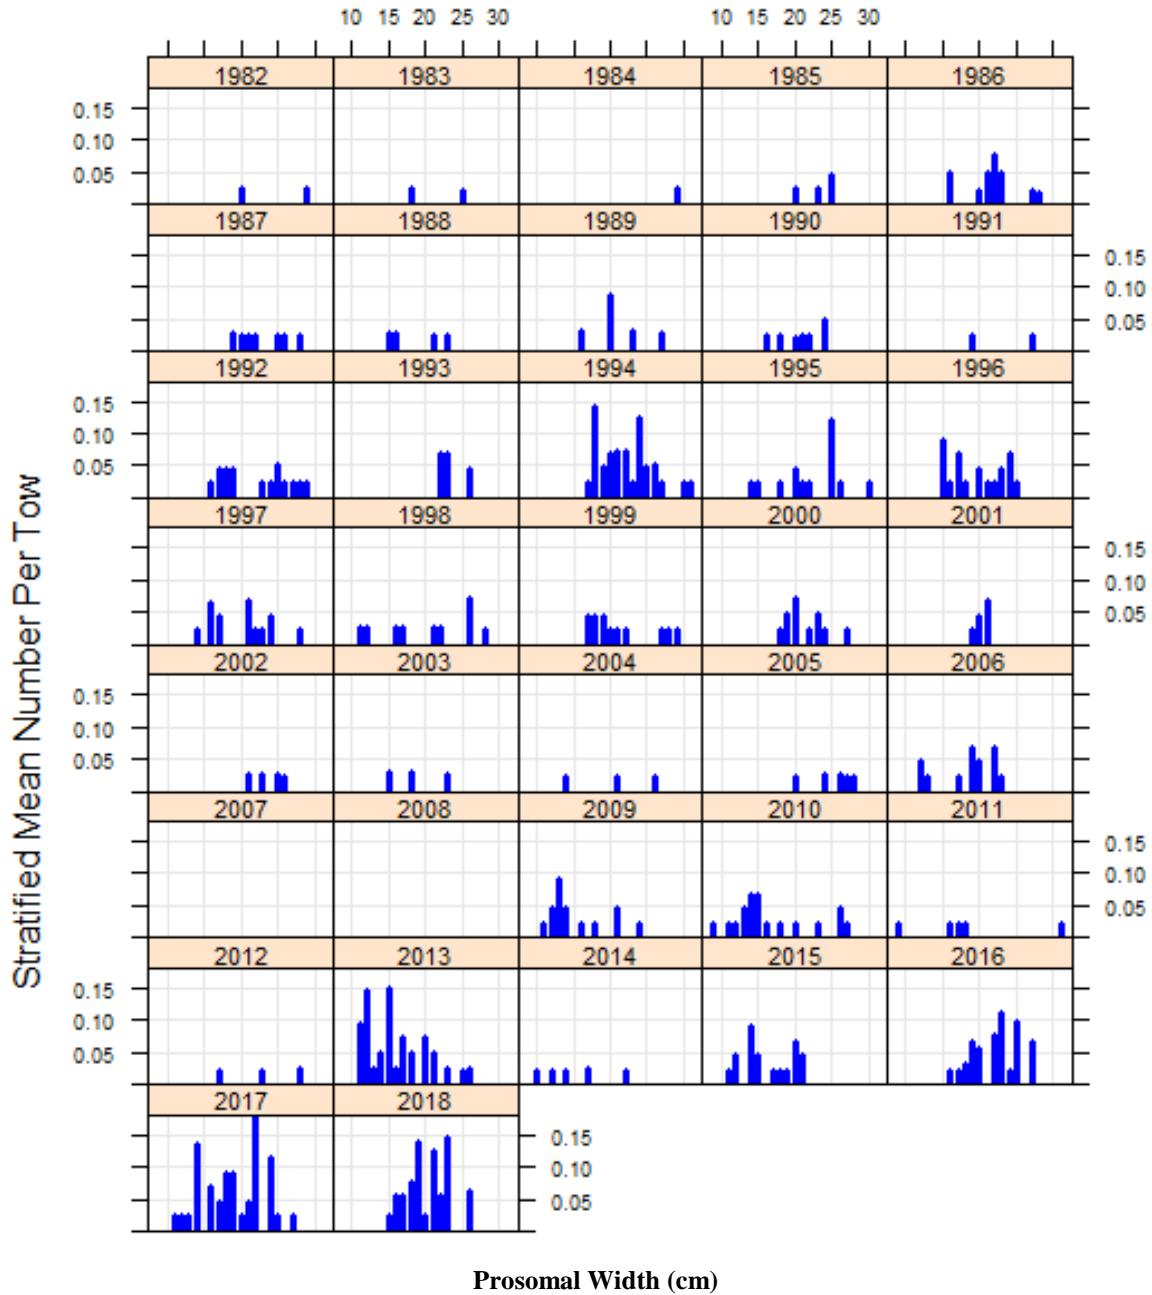 10 15 20 25 30 10 15 20 25 30
1982 1983 1984 1985 1986
0.15
0.10
0.05
1987 1988 1989 1990 1991
0.15
0.10
0.05
1992 1993 1994 1995 1996
0.15
0.10
0.05
1997 1998 1999 2000 2001
0.15
0.10
0.05
2002 2003 2004 2005 2006
0.15
0.10
0.05
2007 2008 2009 2010 2011
0.15
0.10
0.05
2012 2013 2014 2015 2016
0.15
0.10
0.05
2017 2018
0.15
0.10
0.05
Stratified Mean Number Per Tow
Prosomal Width (cm)